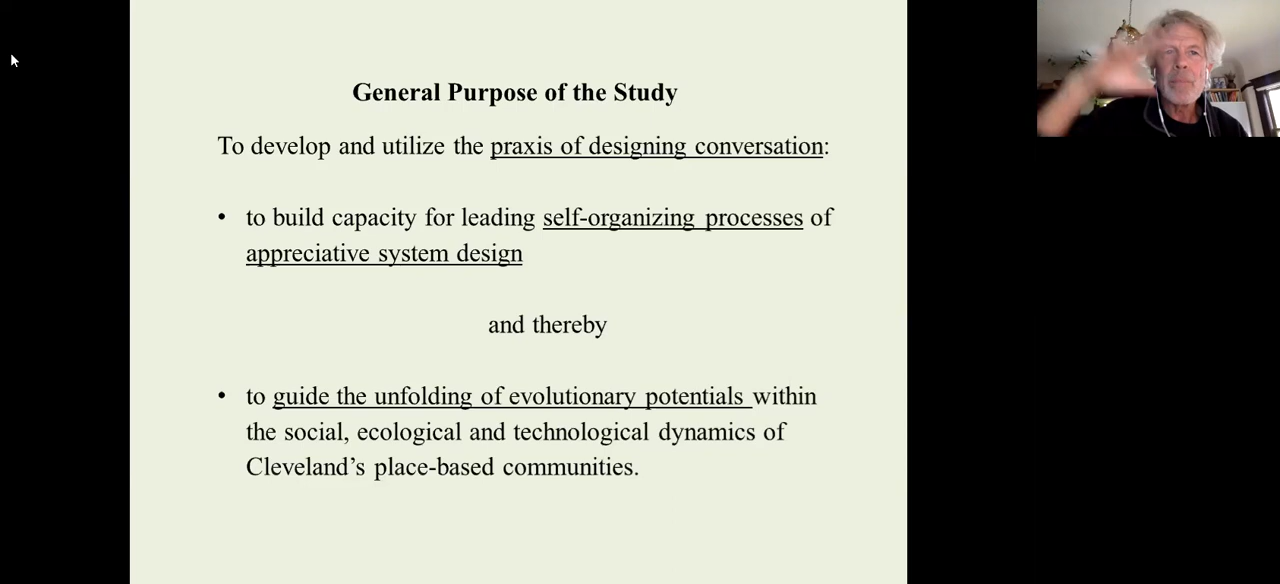 General Purpose of the Study
To develop and utilize the praxis of designing conversation:
• to build capacity for leading self-organizing processes of
appreciative system design
and thereby
• to guide the unfolding of evolutionary potentials within
the social, ecological and technological dynamics of
Cleveland’s place-based communities.